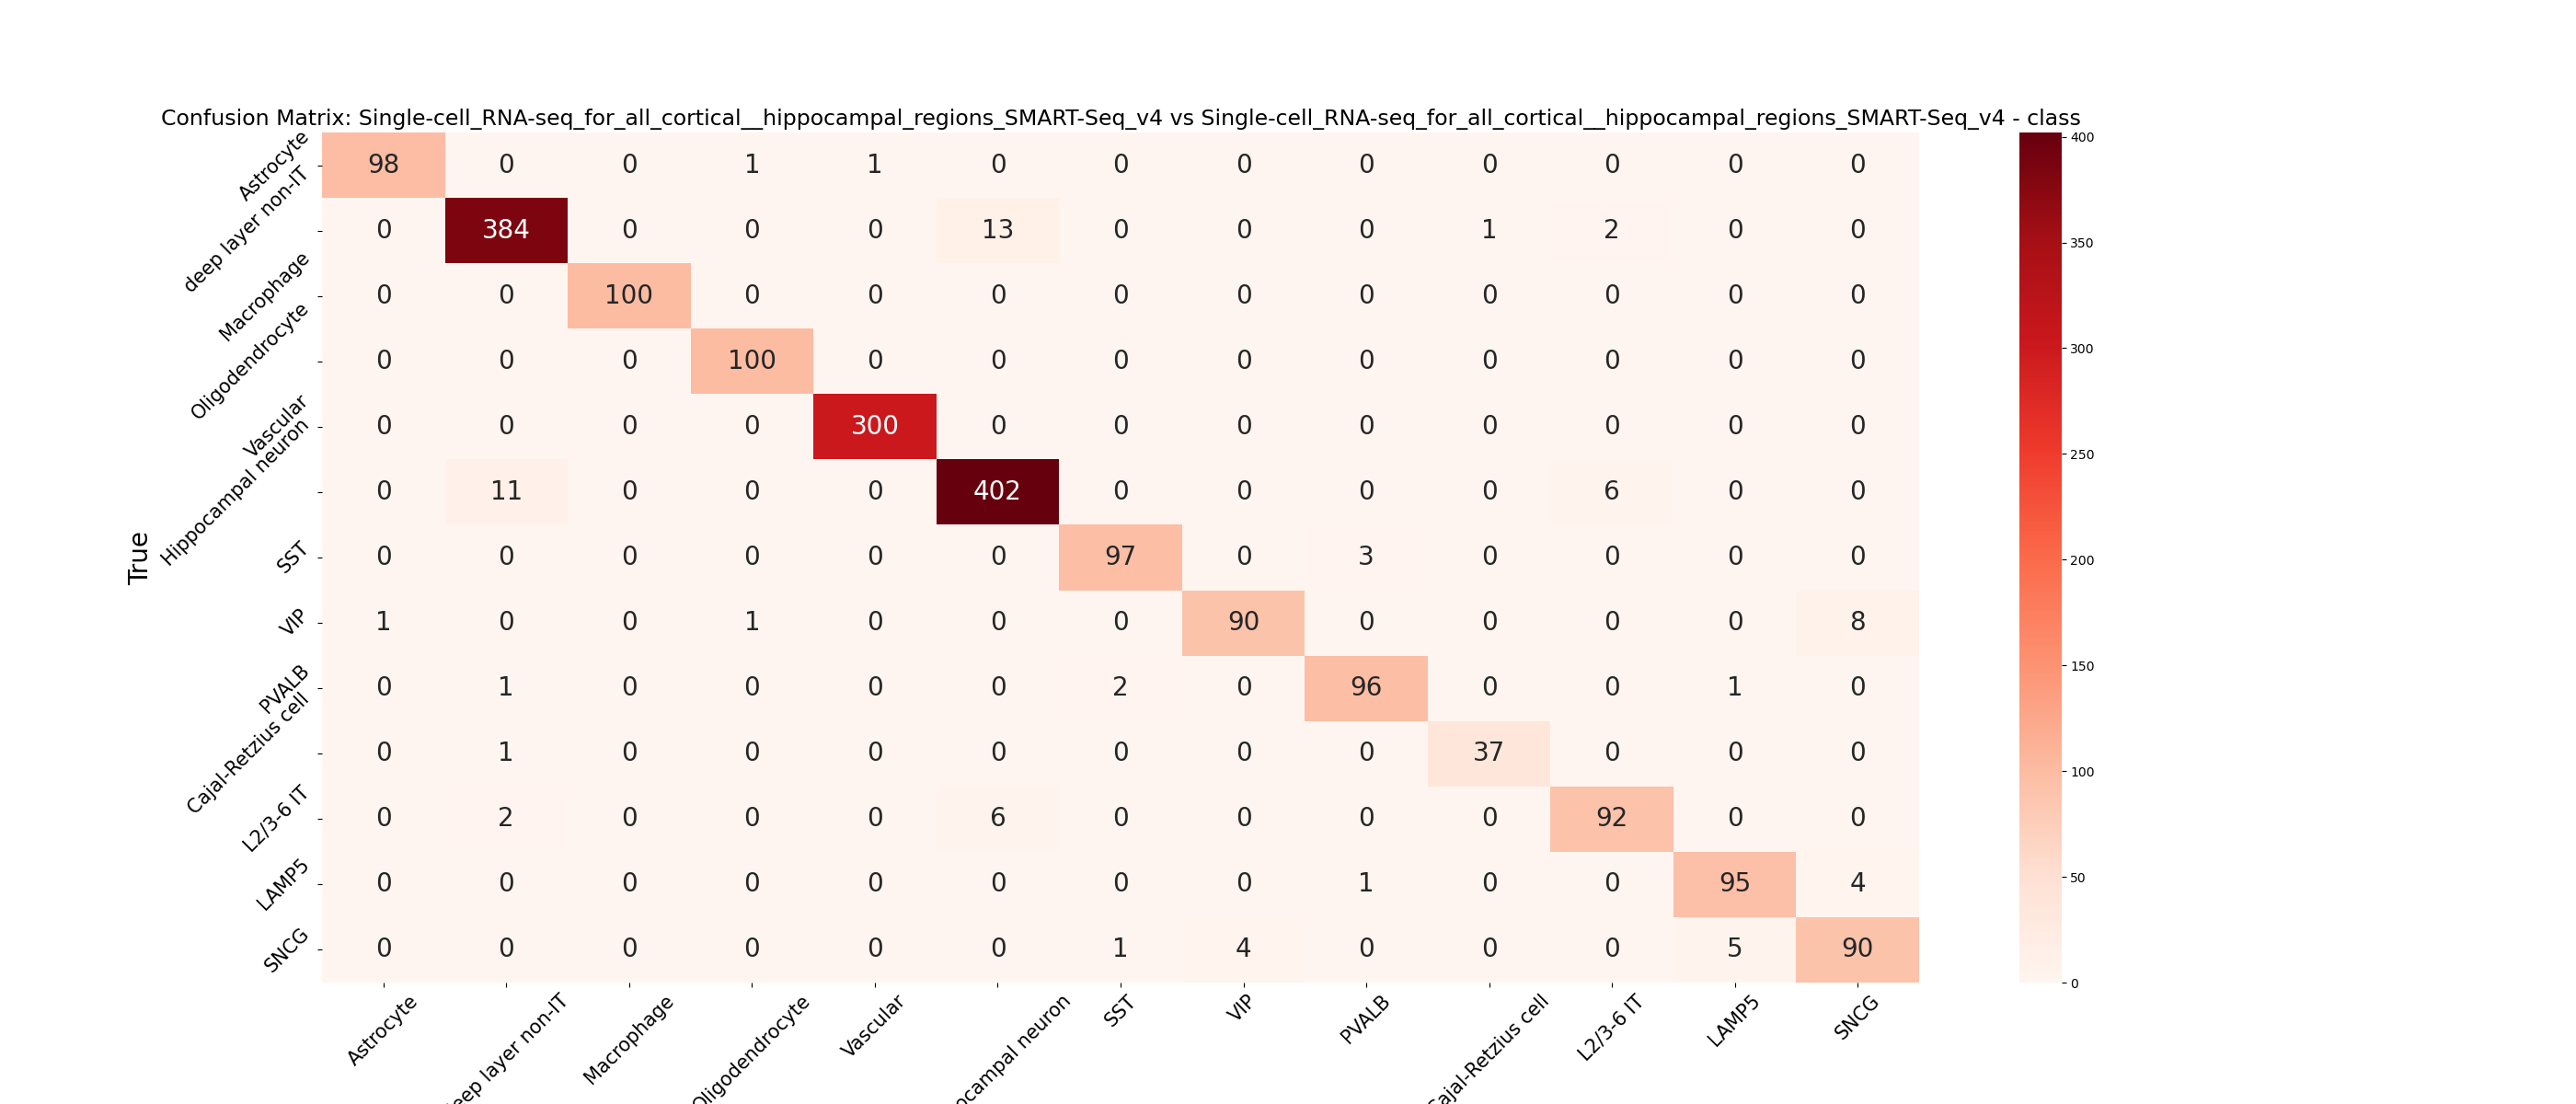 Confusion Matrix: Single-cell_RNA-seq_for_all_cortical__hippocampal_regions_SMART-Seq_v4 vs Single-cell_RNA-seq_for_all_cortical__hippocampal_regions_SMART-Seq_v4 - class
True
Astrocyte 98 0 0 1 1 0 0 0 0 0 0 0 0
deep layer non-IT 0 384 0 0 0 13 0 0 0 1 2 0 0
Macrophage 0 0 100 0 0 0 0 0 0 0 0 0 0
Oligodendrocyte 0 0 0 100 0 0 0 0 0 0 0 0 0
Vascular 0 0 0 0 300 0 0 0 0 0 0 0 0
Hippocampal neuron 0 11 0 0 0 402 0 0 0 0 6 0 0
SST 0 0 0 0 0 0 97 0 3 0 0 0 0
VIP 1 0 0 1 0 0 0 90 0 0 0 0 8
PVALB 0 1 0 0 0 0 2 0 96 0 0 1 0
Cajal-Retzius cell 0 1 0 0 0 0 0 0 0 37 0 0 0
L2/3-6 IT 0 2 0 0 0 6 0 0 0 0 92 0 0
LAMP5 0 0 0 0 0 0 0 0 1 0 0 95 4
SNCG 0 0 0 0 0 0 1 4 0 0 0 5 90
Astrocyte layer non-IT Macrophage Oligodendrocyte Vascular neuron SST VIP PVALB Cajal-Retzius cell L2/3-6 IT LAMP5 SNCG
400
350
300
250
200
150
100
50
0